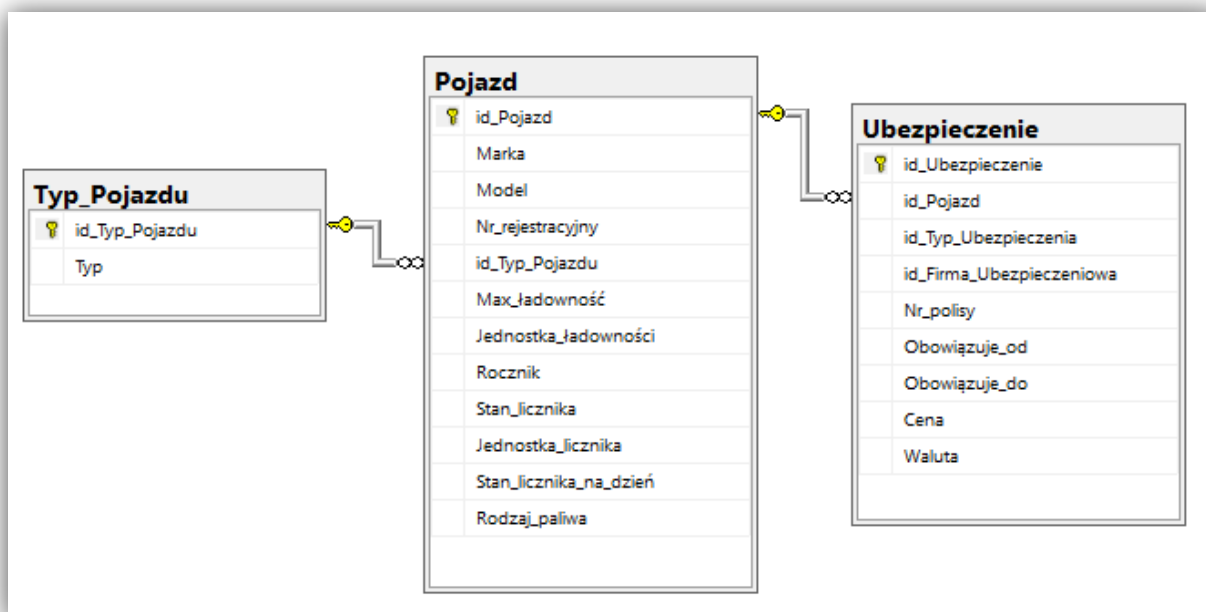 Typ_Pojazdu
id_Typ_Pojazdu
Typ
Pojazd
id_Pojazd
Marka
Model
Nr_rejestracyjny
id_Typ_Pojazdu
Max_ładowność
Jednostka_ładowności
Rocznik
Stan_licznika
Jednostka_licznika
Stan_licznika_na_dzień
Rodzaj_paliwa
Ubezpieczenie
id_Ubezpieczenie
id_Pojazd
id_Typ_Ubezpieczenia
id_Firma_Ubezpieczeniowa
Nr_polisy
Obowiązuje_od
Obowiązuje_do
Cena
Waluta